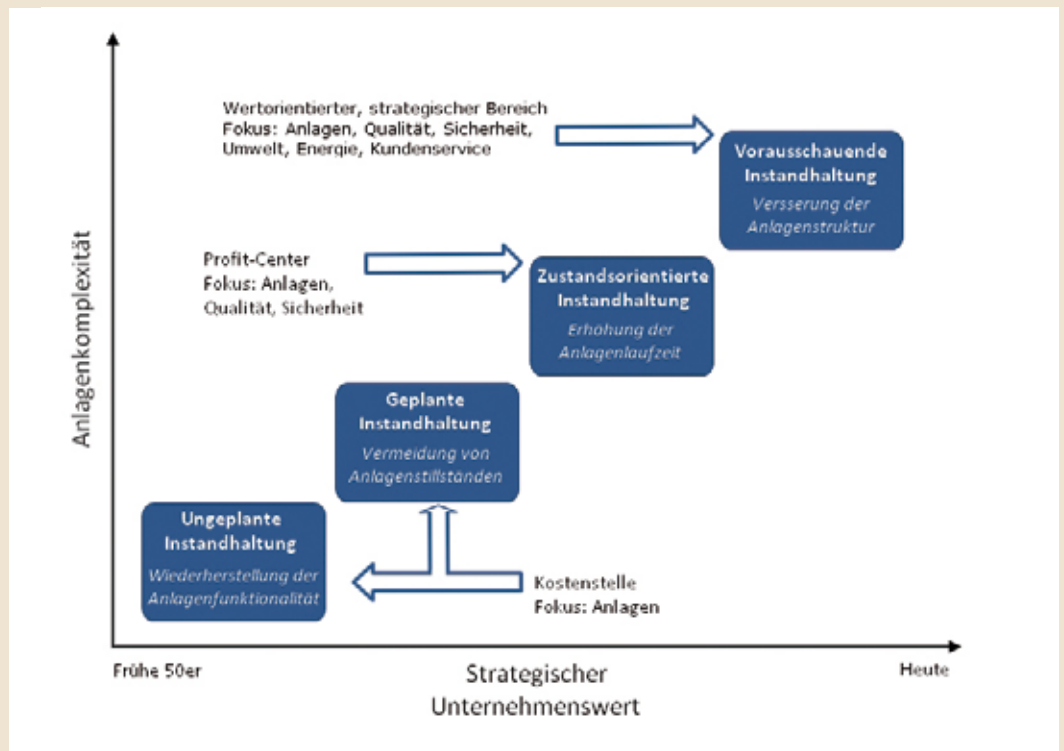 Wertorientierter, strategischer Bereich
Fokus: Anlagen, Qualität, Sicherheit,
Umwelt, Energie, Kundenservice
Vorausschauende
Instandhaltung
Versserung der
Anlagenstruktur
Profit-Center
Fokus: Anlagen,
Qualität, Sicherheit
Zustandsorientierte
Instandhaltung
Erhöhung der
Anlagenlaufzeit
Geplante
Instandhaltung
Vermeidung von
Anlagenstillständen
Ungeplante
Instandhaltung
Wiederherstellung der
Anlagenfunktionalität
Kostenstelle
Fokus: Anlagen
Anlagenkomplexität
Frühe 50er
Strategischer
Unternehmenswert
Heute